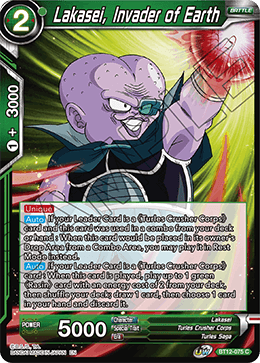 Lakasei, Invader of Earth
BATTLE
2
1 + 3000
Unique
Auto If your Leader Card is a ‹Turles Crusher Corps›
card and this was used in a combo from your deck
or hand: When this card would be placed in its owner's
Drop Area from a Combo Area, you may play it in Rest
Mode instead.
Auto If your Leader Card is a ‹Turles Crusher Corps›
card: When this card is played, play up to 1 green
‹Rasin› card with an energy cost of 2 from your deck,
then shuffle your deck; draw 1 card, then choose 1 card
in your hand and discard it.
POWER
5000
Character
Lakasei
Special Trait
Turles Crusher Corps
Era
Turles Saga
BANDAI MADE IN JAPAN EN
BT12-075 C